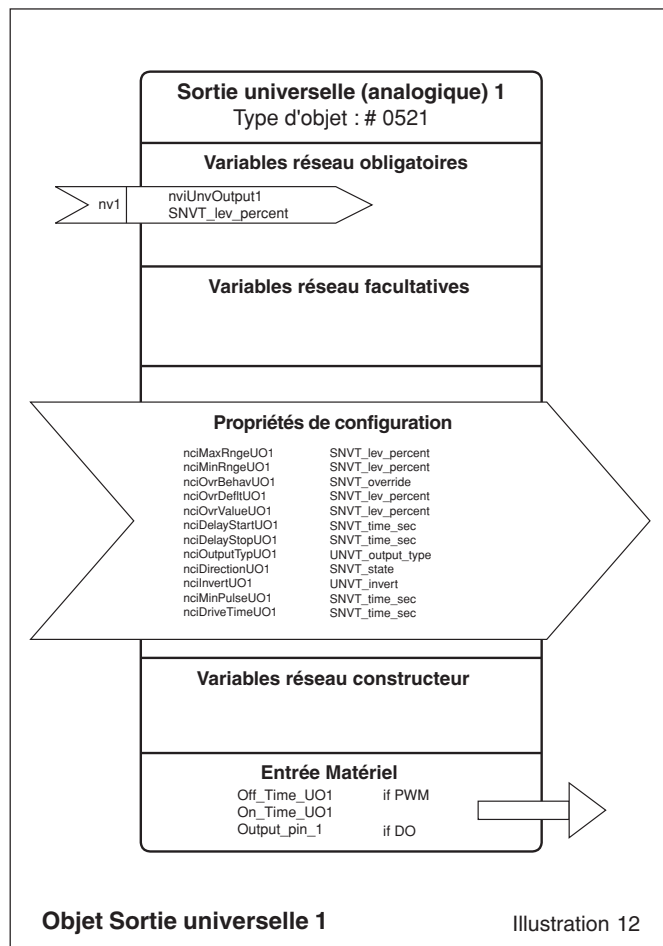 Sortie universelle (analogique) 1
Type d'objet : # 0521
Variables réseau obligatoires
nv1
nviUnvOutput1
SNVT_lev_percent
Variables réseau facultatives
Propriétés de configuration
nciMaxRngeUO1 SNVT_lev_percent
nciMinRngeUO1 SNVT_lev_percent
nciOvrBehavUO1 SNVT_override
nciOvrDefltUO1 SNVT_lev_percent
nciOvrValueUO1 SNVT_lev_percent
nciDelayStartUO1 SNVT_time_sec
nciDelayStopUO1 SNVT_time_sec
nciOutputTypUO1 UNVT_output_type
nciDirectionUO1 SNVT_state
nciInvertUO1 UNVT_invert
nciMinPulseUO1 SNVT_time_sec
nciDriveTimeUO1 SNVT_time_sec
Variables réseau constructeur
Entrée Matériel
Off_Time_UO1 if PWM
On_Time_UO1
Output_pin_1 if DO
Objet Sortie universelle 1 Illustration 12